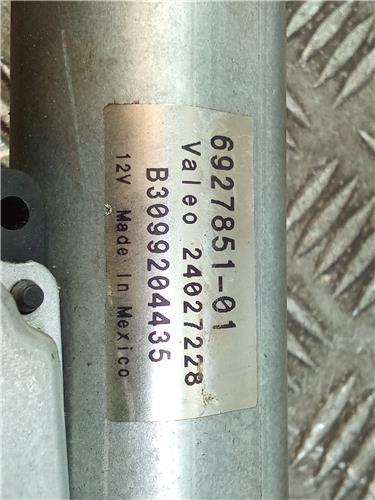 6927851-01
Valeo 24027228
B3099204435
12V Made In Mexico